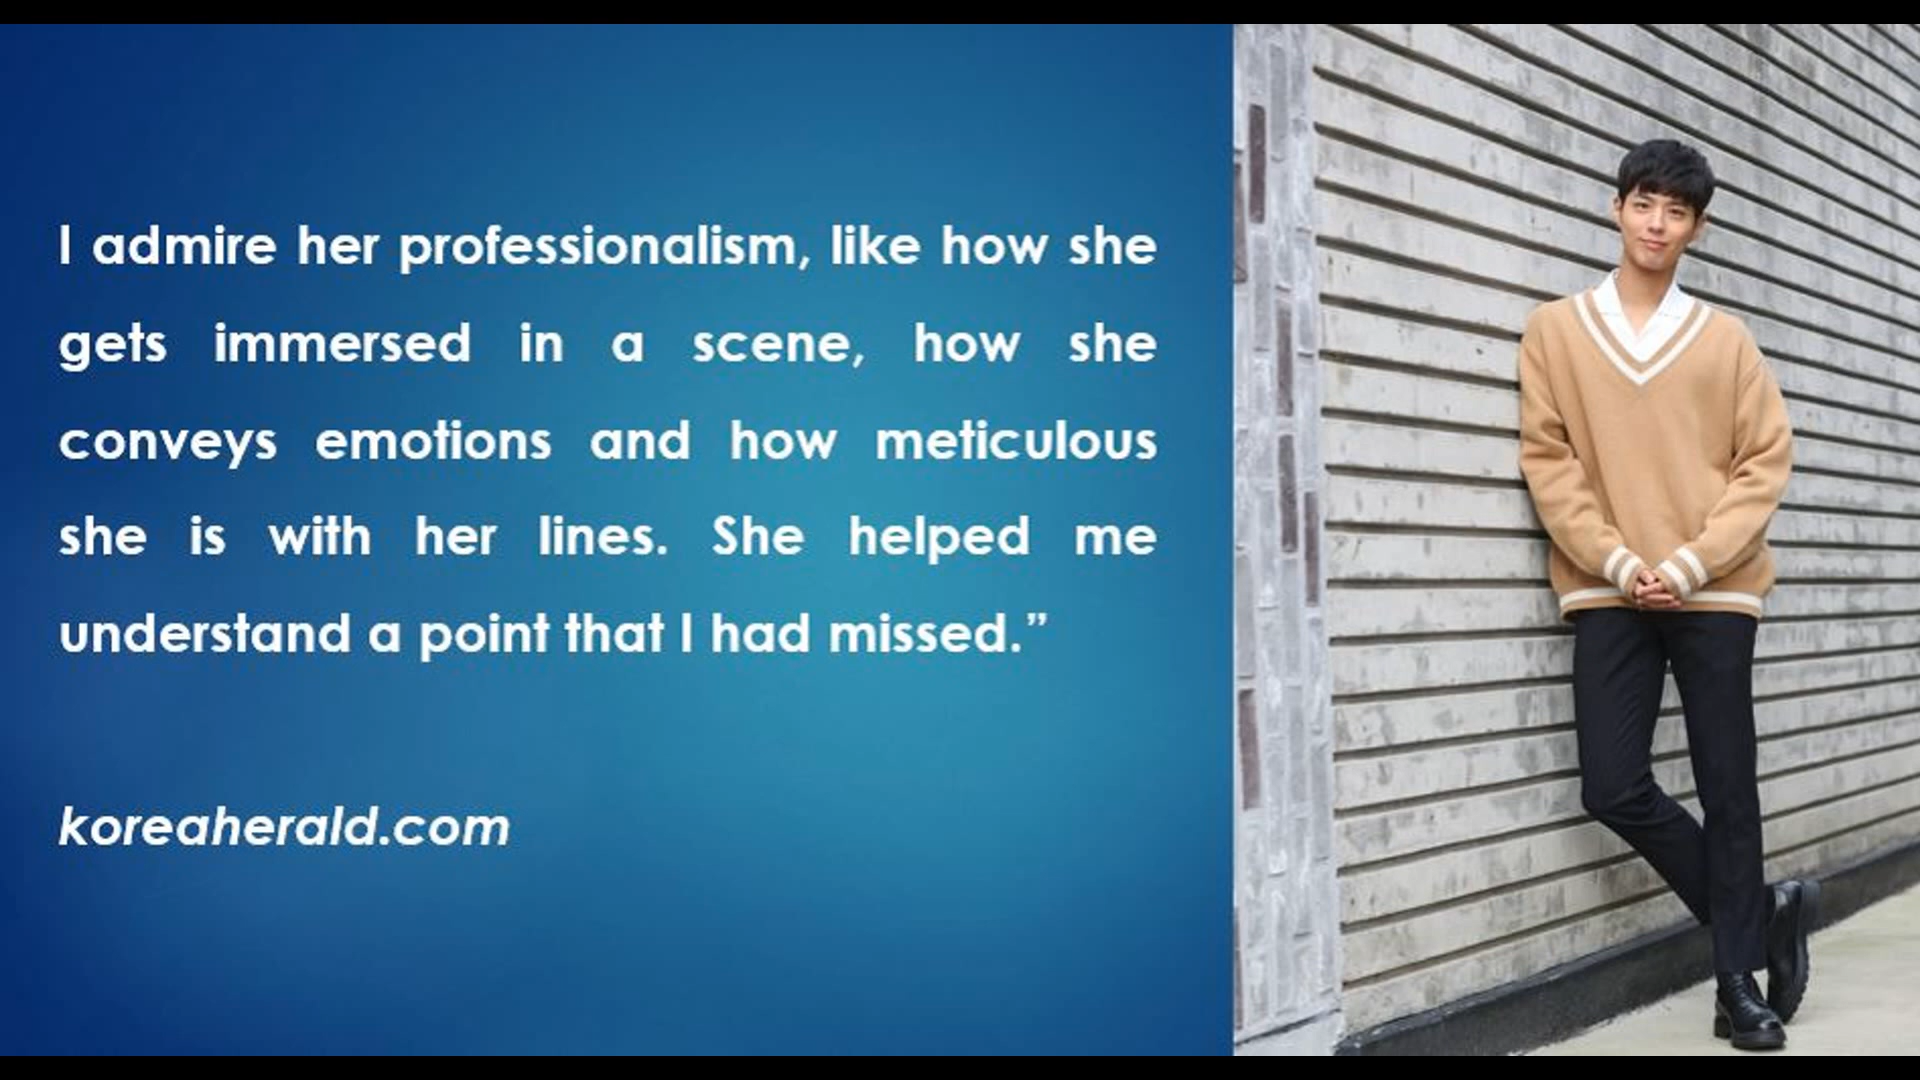 I admire her professionalism, like how she
gets immersed in a scene, how she
conveys emotions and how meticulous
she is with her lines. She helped me
understand a point that I had missed.”
koreaherald.com